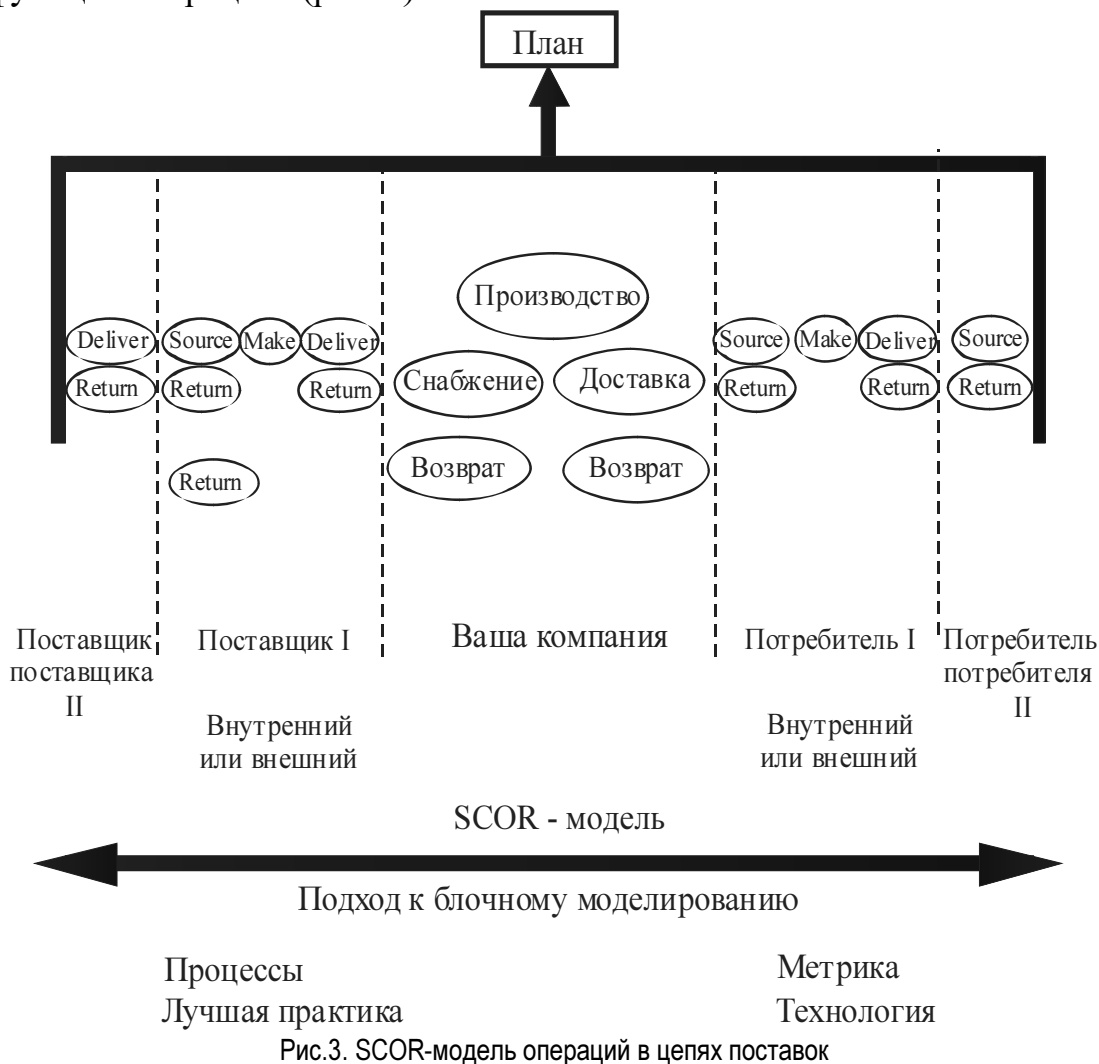 План
Производство
Deliver Source Make Deliver Source Make Deliver Source
Return Return Return Снабжение Доставка Return Return Return
Return Возврат Возврат
Поставщик поставщика II
Поставщик I
Ваша компания
Потребитель I
Потребитель потребителя II
Внутренний или внешний
Внутренний или внешний
SCOR - модель
Подход к блочному моделированию
Процессы Метрика
Лучшая практика Технология
Рис.3. SCOR-модель операций в цепях поставок